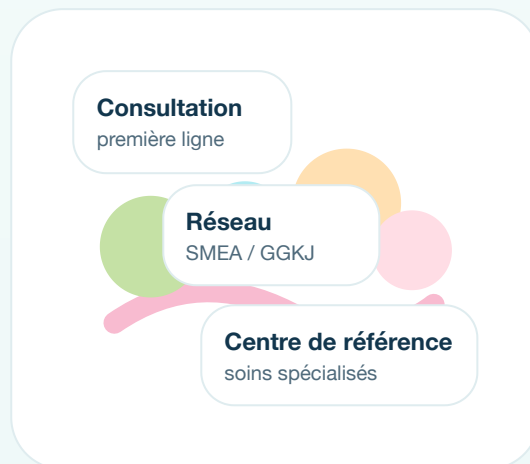 Consultation
première ligne
Réseau
SMEA / GGKJ
Centre de référence
soins spécialisés